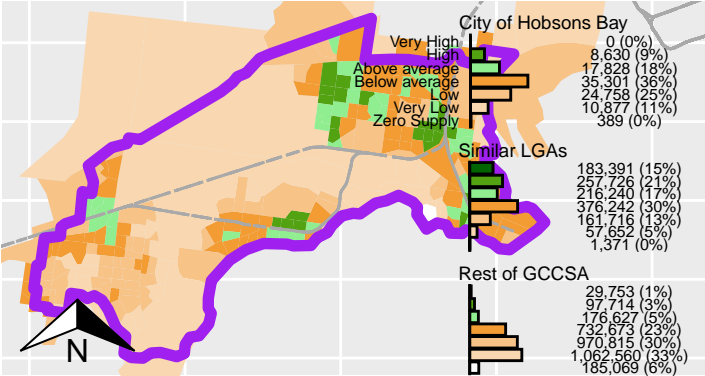 City of Hobsons Bay
Very High 0 (0%)
High 8,630 (9%)
Above average 17,828 (18%)
Below average 35,301 (36%)
Low 24,758 (25%)
Very Low 10,877 (11%)
Zero Supply 389 (0%)
Similar LGAs
183,391 (15%)
257,726 (21%)
216,240 (17%)
376,242 (30%)
161,716 (13%)
57,652 (5%)
1,371 (0%)
Rest of GCCSA
29,753 (1%)
97,714 (3%)
176,627 (5%)
732,673 (23%)
970,815 (30%)
1,062,560 (33%)
185,069 (6%)
N